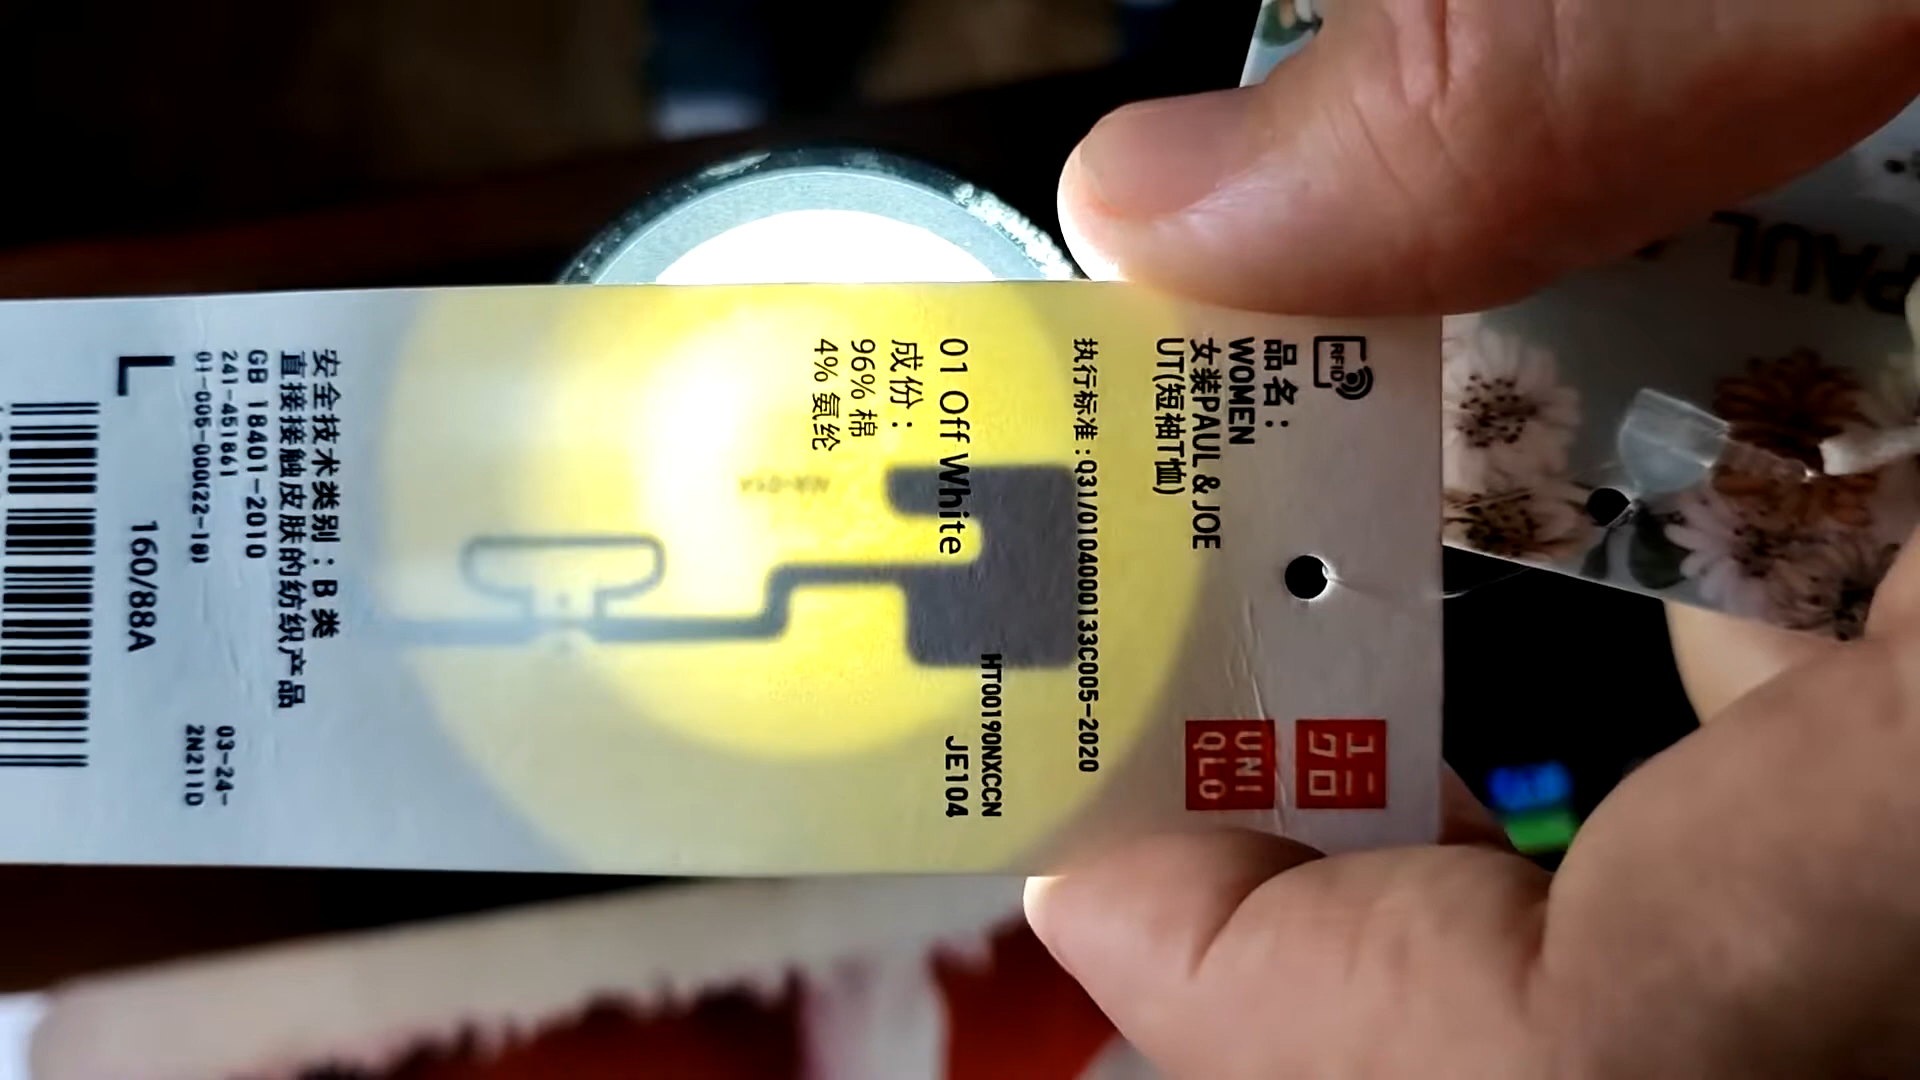 RFID
品名：
WOMEN
女装PAUL & JOE
UT(短袖T恤)
ユニ
クロ
UNI
QLO
执行标准:Q31/0104000133C005-2020
HT00190NXCCN
01 Off White
JE104
成份：
96% 棉
4% 氨纶
安全技术类别：B 类
直接接触皮肤的纺织产品
GB 18401-2010
241-451861
03-24-
01-005-000(22-18)
2N211D
L
160/88A
PAUL